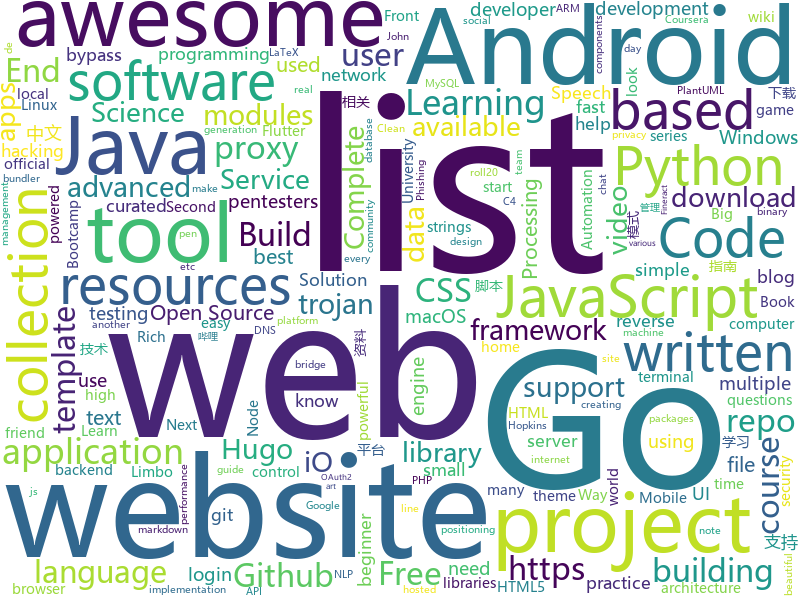 awesome
list
Android
web
Go
website
Java
JavaScript
Python
software
tool
resources
project
written
collection
based
Code
application
language
building
framework
modules
proxy
Science
Service
Learning
available
advanced
Build
template
Complete
data
CSS
trojan
Github
Hugo
iO
library
Free
https
support
course
repo
download
video
user
End
apps
developer
development
Front
wiki
ARM
components
John
LaTeX
social
Coursera
bypass
programming
used
network
day
look
de
local
Linux
中文
相关
MySQL
real
Speech
fast
help
PlantUML
下载
game
series
Windows
official
hacking
generation
Flutter
database
Clean
privacy
University
roll20
team
start
C4
chat
Automation
Processing
make
bundler
powered
Bootcamp
curated
Second
pentesters
best
Phishing
community
strings
design
every
模式
管理
Fineract
Big
binary
various
management
testing
Open Source
Solution
macOS
脚本
simple
指南
blog
Book
reverse
computer
pen
etc
another
Rich
easy
DNS
platform
技术
哔哩
bridge
资料
home
engine
terminal
machine
site
use
high
know
powerful
creating
multiple
questions
text
friend
Learn
Next
Node
平台
HTML
packages
using
学习
backend
Limbo
control
server
internet
file
security
small
Hopkins
login
guide
OAuth2
PHP
many
theme
Way
world
Mobile
UI
time
支持
js
git
art
Google
line
positioning
note
markdown
performance
browser
implementation
API
NLP
beginner
need
hosted
libraries
HTML5
practice
architecture
beautiful